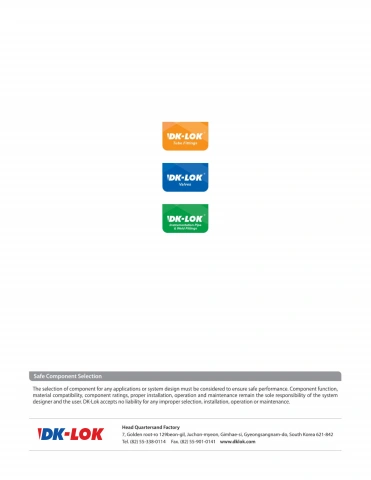 DK-LOK
Tube Fittings
DK-LOK
Valves
DK-LOK
Instrumentation Pipe
& Weld Fittings
Safe Component Selection
The selection of component for any applications or system design must be considered to ensure safe performance. Component function,
material compatibility, component ratings, proper installation, operation and maintenance remain the sole responsibility of the system
designer and the user. DK-Lok accepts no liability for any improper selection, installation, operation or maintenance.
DK-LOK
Head Quartersand Factory
7, Golden root-ro 129beon-gil, Juchon-myeon, Gimhae-si, Gyeongsangnam-do, South Korea 621-842
Tel. (82) 55-338-0114 Fax. (82) 55-901-0141 www.dklok.com